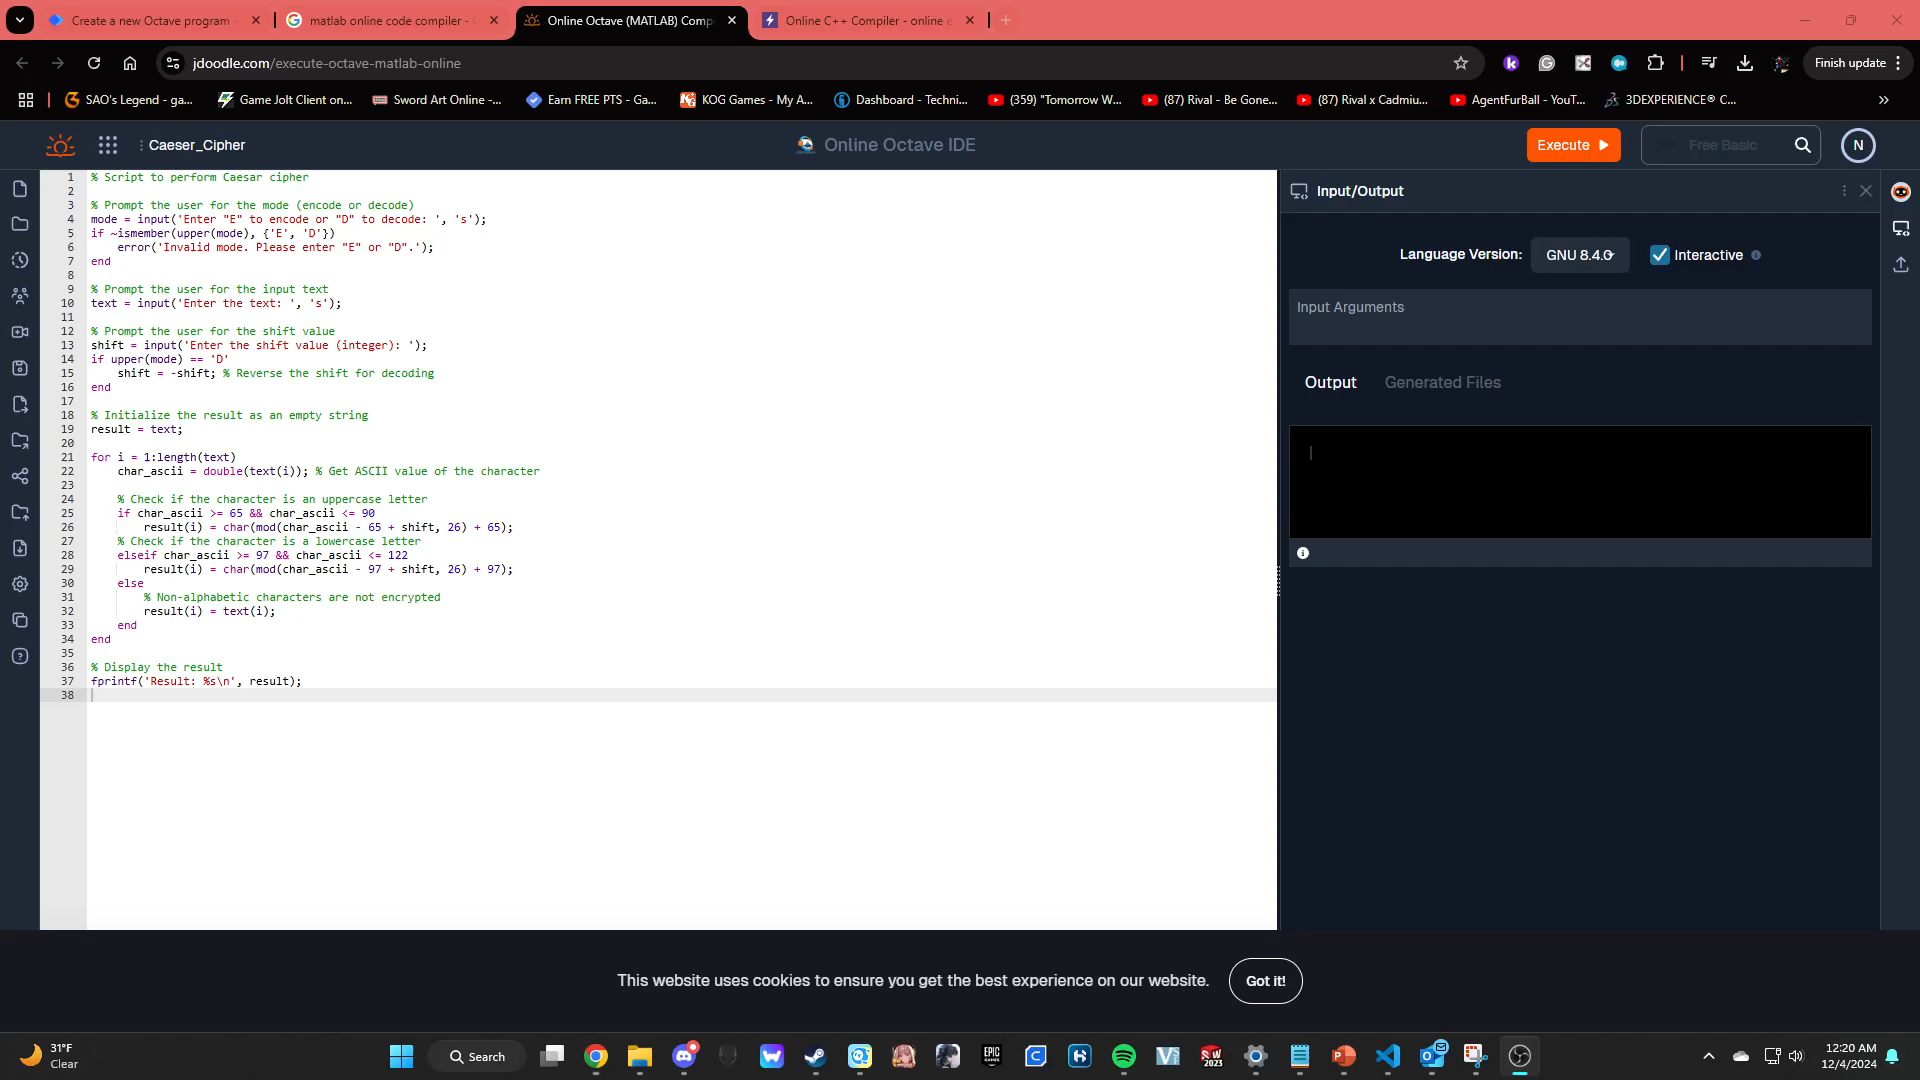 Create a new Octave program
matlab online code compiler -
Online Octave (MATLAB) Comp
Online C++ Compiler - online e
jdoodle.com/execute-octave-matlab-online
Finish update
SAO's Legend - ga...
Game Jolt Client on...
Sword Art Online -...
Earn FREE PTS - Ga...
KOG Games - My A...
Dashboard - Techni...
(359) "Tomorrow W...
(87) Rival - Be Gone...
(87) Rival x Cadmiu...
AgentFurBall - YouT...
3DEXPERIENCE® C...
Caeser_Cipher
Online Octave IDE
Execute
Free Basic
N
1 % Script to perform Caesar cipher
2
3 % Prompt the user for the mode (encode or decode)
4 mode = input('Enter "E" to encode or "D" to decode: ', 's');
5 if ~ismember(upper(mode), {'E', 'D'})
6 error('Invalid mode. Please enter "E" or "D".');
7 end
8
9 % Prompt the user for the input text
10 text = input('Enter the text: ', 's');
11
12 % Prompt the user for the shift value
13 shift = input('Enter the shift value (integer): ');
14 if upper(mode) == 'D'
15 shift = -shift; % Reverse the shift for decoding
16 end
17
18 % Initialize the result as an empty string
19 result = text;
20
21 for i = 1:length(text)
22 char_ascii = double(text(i)); % Get ASCII value of the character
23
24 % Check if the character is an uppercase letter
25 if char_ascii >= 65 && char_ascii <= 90
26 result(i) = char(mod(char_ascii - 65 + shift, 26) + 65);
27 % Check if the character is a lowercase letter
28 elseif char_ascii >= 97 && char_ascii <= 122
29 result(i) = char(mod(char_ascii - 97 + shift, 26) + 97);
30 else
31 % Non-alphabetic characters are not encrypted
32 result(i) = text(i);
33 end
34 end
35
36 % Display the result
37 fprintf('Result: %s\n', result);
38
Input/Output
Language Version:
GNU 8.4.0
Interactive
Input Arguments
Output
Generated Files
This website uses cookies to ensure you get the best experience on our website.
Got it!
31°F
Clear
Search
EPIC GAMES
SW 2023
12:20 AM
12/4/2024